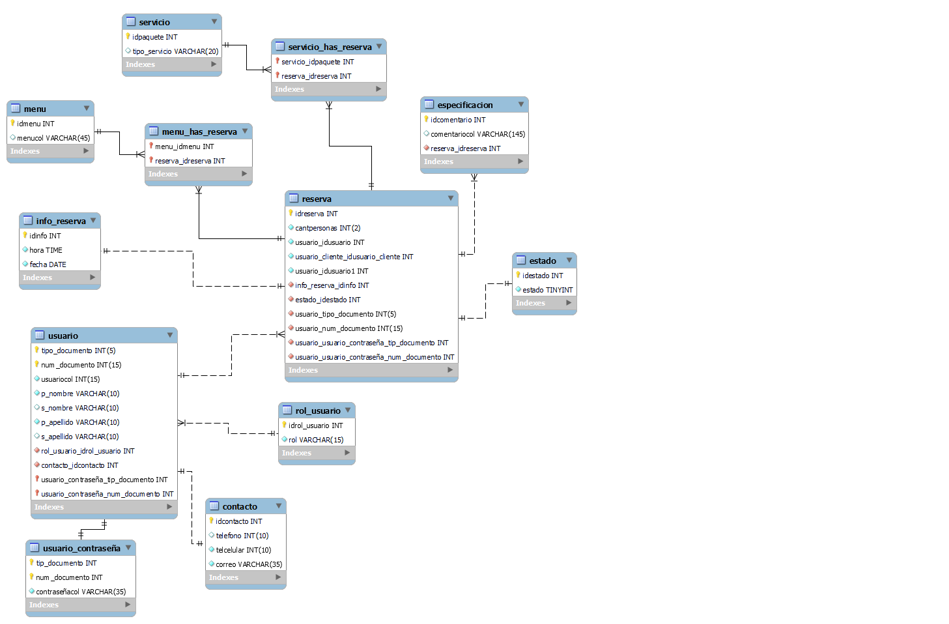 servicio
idpaquete INT
tipo_servicio VARCHAR(20)
Indexes
servicio_has_reserva
servicio_idpaquete INT
reserva_idreserva INT
Indexes
menu
idmenu INT
menucol VARCHAR(45)
Indexes
menu_has_reserva
menu_idmenu INT
reserva_idreserva INT
Indexes
especificacion
idcomentario INT
comentariocol VARCHAR(145)
reserva_idreserva INT
Indexes
info_reserva
idinfo INT
hora TIME
fecha DATE
Indexes
reserva
idreserva INT
cantpersonas INT(2)
usuario_idusuario INT
usuario_cliente_idusuario_cliente INT
usuario_idusuario1 INT
info_reserva_idinfo INT
estado_idestado INT
usuario_tipo_documento INT(5)
usuario_num_documento INT(15)
usuario_usuario_contraseña_tip_documento INT
usuario_usuario_contraseña_num_documento INT
Indexes
estado
idestado INT
estado TINYINT
Indexes
usuario
tipo_documento INT(5)
num_documento INT(15)
usuariocol INT(15)
p_nombre VARCHAR(10)
s_nombre VARCHAR(10)
p_apellido VARCHAR(10)
s_apellido VARCHAR(10)
rol_usuario_idrol_usuario INT
contacto_idcontacto INT
usuario_contraseña_tip_documento INT
usuario_contraseña_num_documento INT
Indexes
rol_usuario
idrol_usuario INT
rol VARCHAR(15)
Indexes
contacto
idcontacto INT
telefono INT(10)
telcelular INT(10)
correo VARCHAR(35)
Indexes
usuario_contraseña
tip_documento INT
num_documento INT
contraseñacol VARCHAR(35)
Indexes